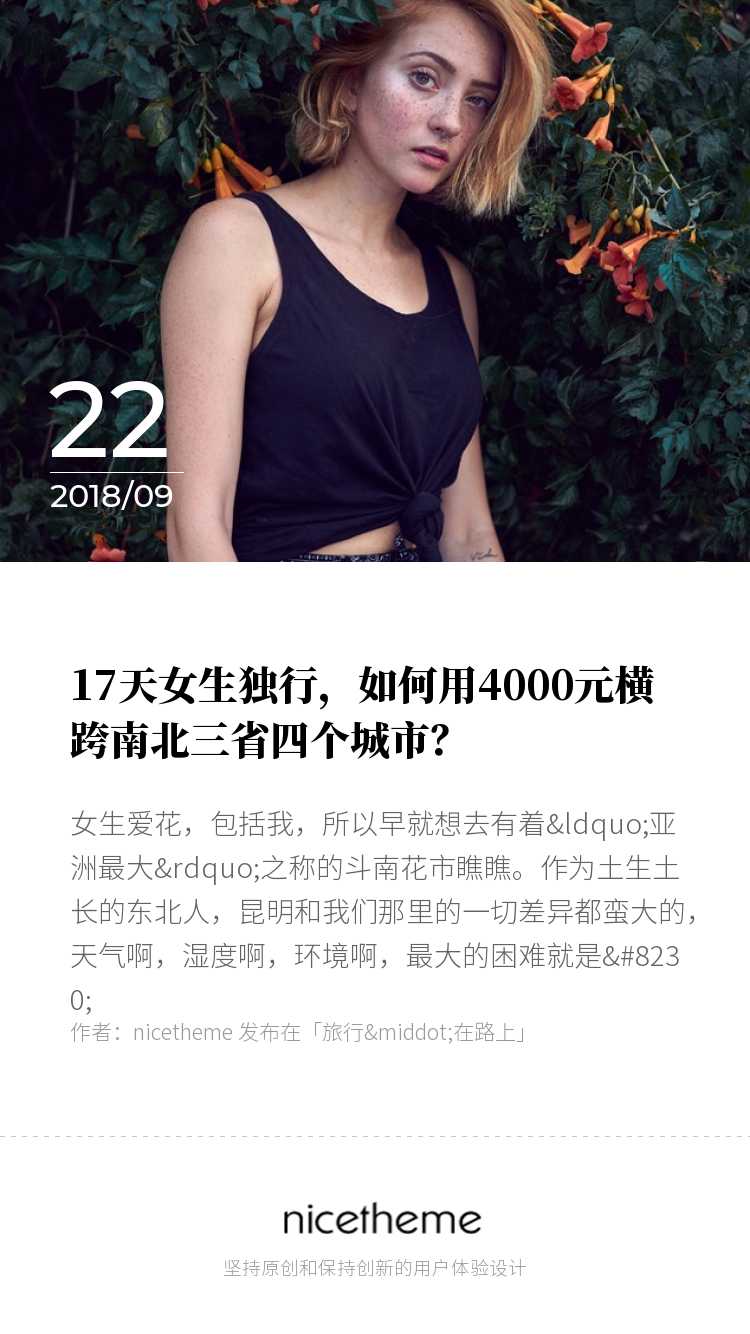 22
2018/09
17天女生独行，如何用4000元横
跨南北三省四个城市？
女生爱花，包括我，所以早就想去有着&ldquo;亚
洲最大&rdquo;之称的斗南花市瞧瞧。作为土生土
长的东北人，昆明和我们那里的一切差异都蛮大的，
天气啊，湿度啊，环境啊，最大的困难就是&#823
0;
作者：nicetheme 发布在「旅行&middot;在路上」
nicetheme
坚持原创和保持创新的用户体验设计